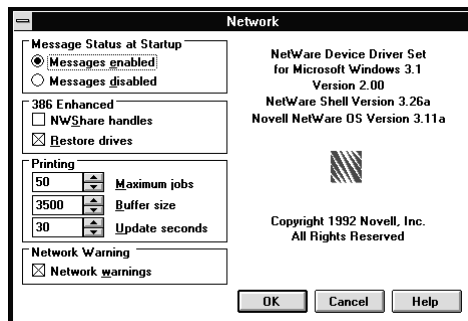 Network
Message Status at Startup
Messages enabled
Messages disabled
386 Enhanced
NWShare handles
Restore drives
Printing
50 Maximum jobs
3500 Buffer size
30 Update seconds
Network Warning
Network warnings
NetWare Device Driver Set
for Microsoft Windows 3.1
Version 2.00
NetWare Shell Version 3.26a
Novell NetWare OS Version 3.11a
Copyright 1992 Novell, Inc.
All Rights Reserved
OK Cancel Help